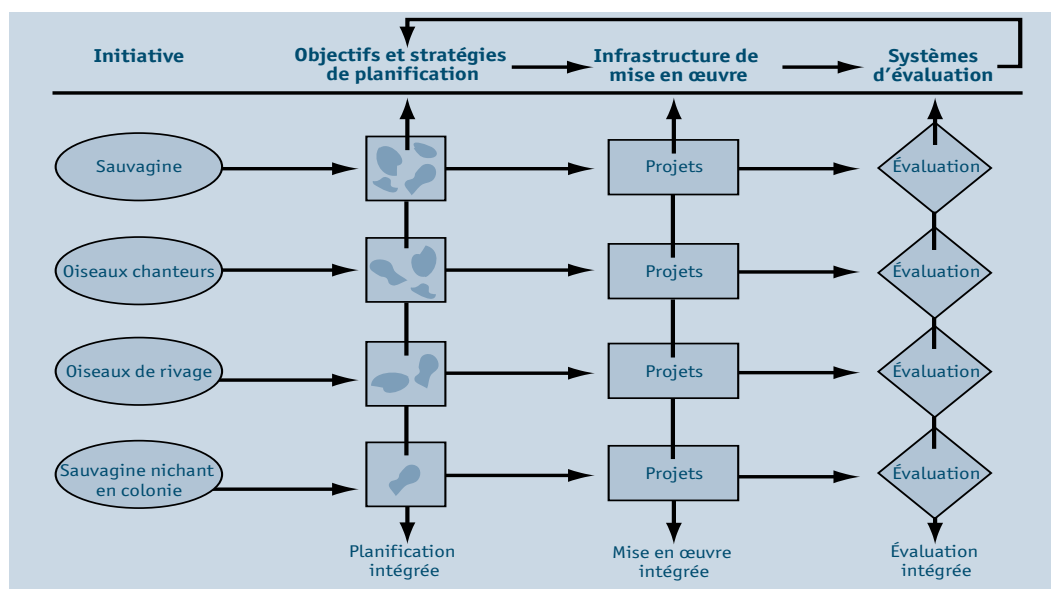 Initiative
Objectifs et stratégies
de planification
Infrastructure de
mise en œuvre
Systèmes
d’évaluation
Sauvagine
Projets
Évaluation
Oiseaux chanteurs
Projets
Évaluation
Oiseaux de rivage
Projets
Évaluation
Sauvagine nichant
en colonie
Projets
Évaluation
Planification
intégrée
Mise en œuvre
intégrée
Évaluation
intégrée